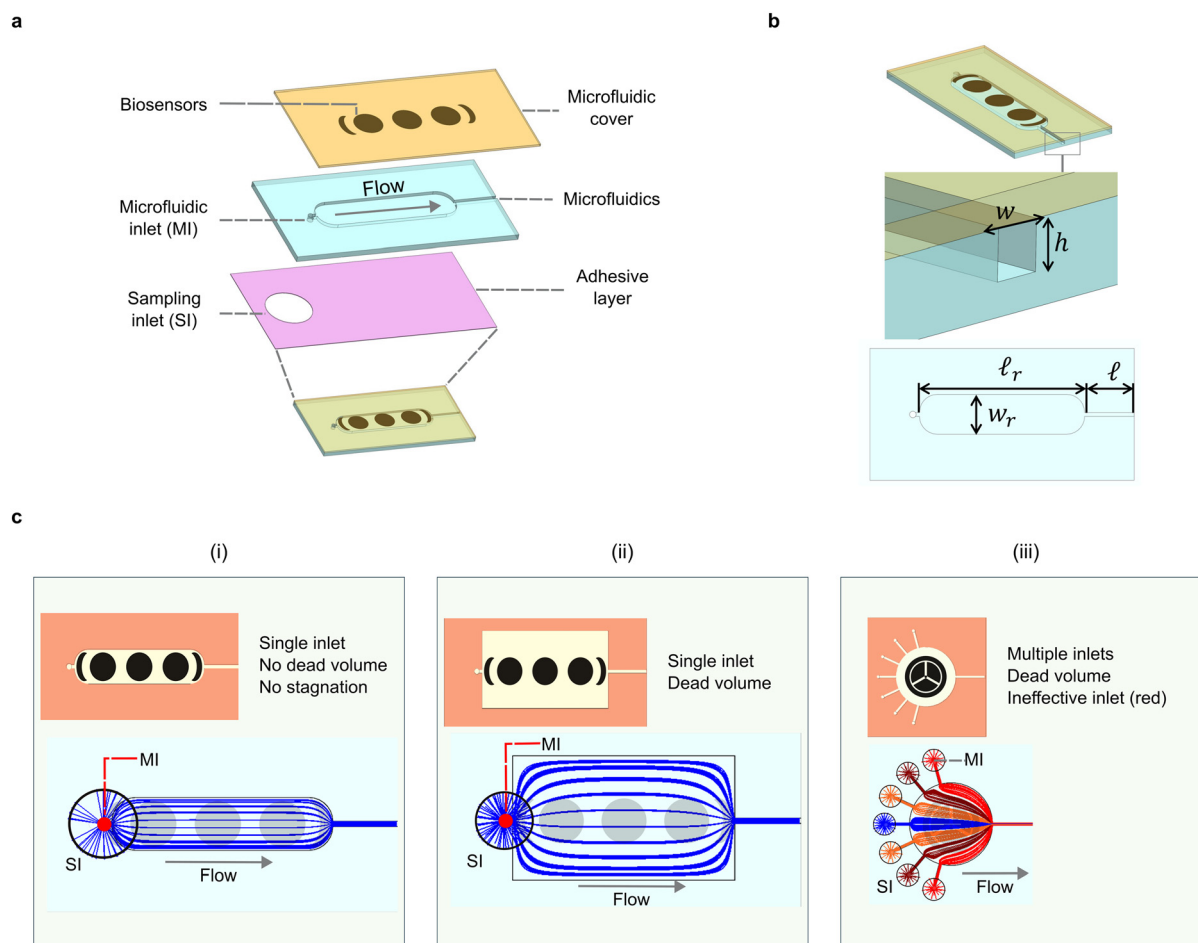 a
Biosensors
Microfluidic
cover
Flow
Microfluidic
inlet (MI)
Microfluidics
Sampling
inlet (SI)
Adhesive
layer
b
w
h
ℓr
ℓ
wr
c
(i)
Single inlet
No dead volume
No stagnation
MI
SI
Flow
(ii)
Single inlet
Dead volume
MI
SI
Flow
(iii)
Multiple inlets
Dead volume
Ineffective inlet (red)
MI
SI
Flow